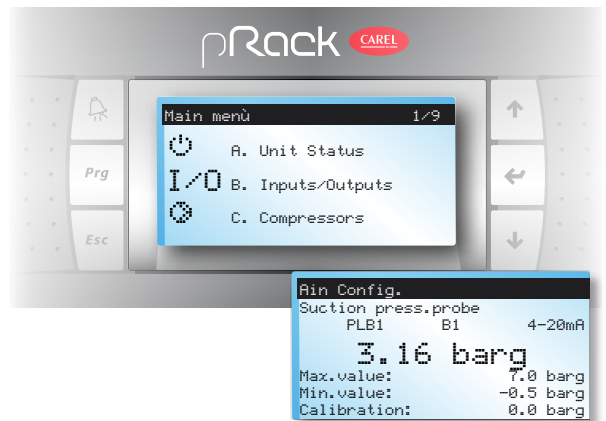 pRack CAREL
Main menù 1/9
A. Unit Status
I/O B. Inputs/Outputs
C. Compressors
Prg
Esc
Ain Config.
Suction press.probe
PLB1 B1 4-20mA
3.16 barg
Max.value: 7.0 barg
Min.value: -0.5 barg
Calibration: 0.0 barg